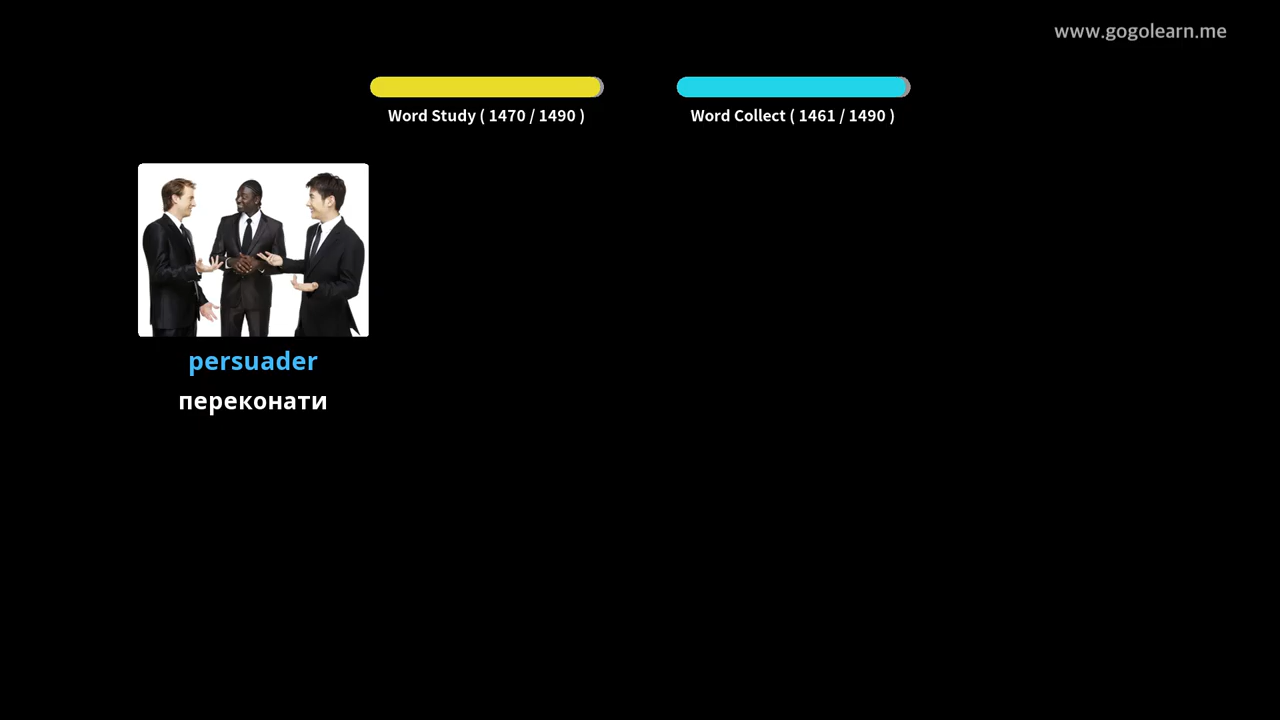 www.gogolearn.me
Word Study ( 1470 / 1490 )
Word Collect ( 1461 / 1490 )
persuader
переконати